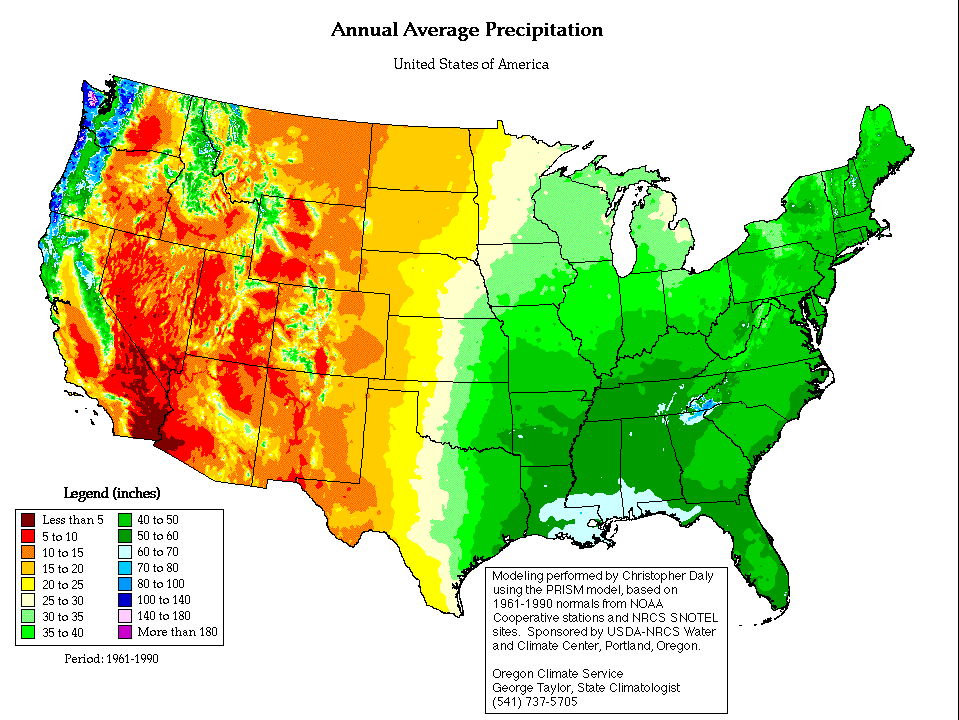 Annual Average Precipitation
United States of America
Legend (inches)
Less than 5
5 to 10
10 to 15
15 to 20
20 to 25
25 to 30
30 to 35
35 to 40
40 to 50
50 to 60
60 to 70
70 to 80
80 to 100
100 to 140
140 to 180
More than 180
Period: 1961-1990
Modeling performed by Christopher Daly
using the PRISM model, based on
1961-1990 normals from NOAA
Cooperative stations and NRCS SNOTEL
sites. Sponsored by USDA-NRCS Water
and Climate Center, Portland, Oregon.
Oregon Climate Service
George Taylor, State Climatologist
(541) 737-5705